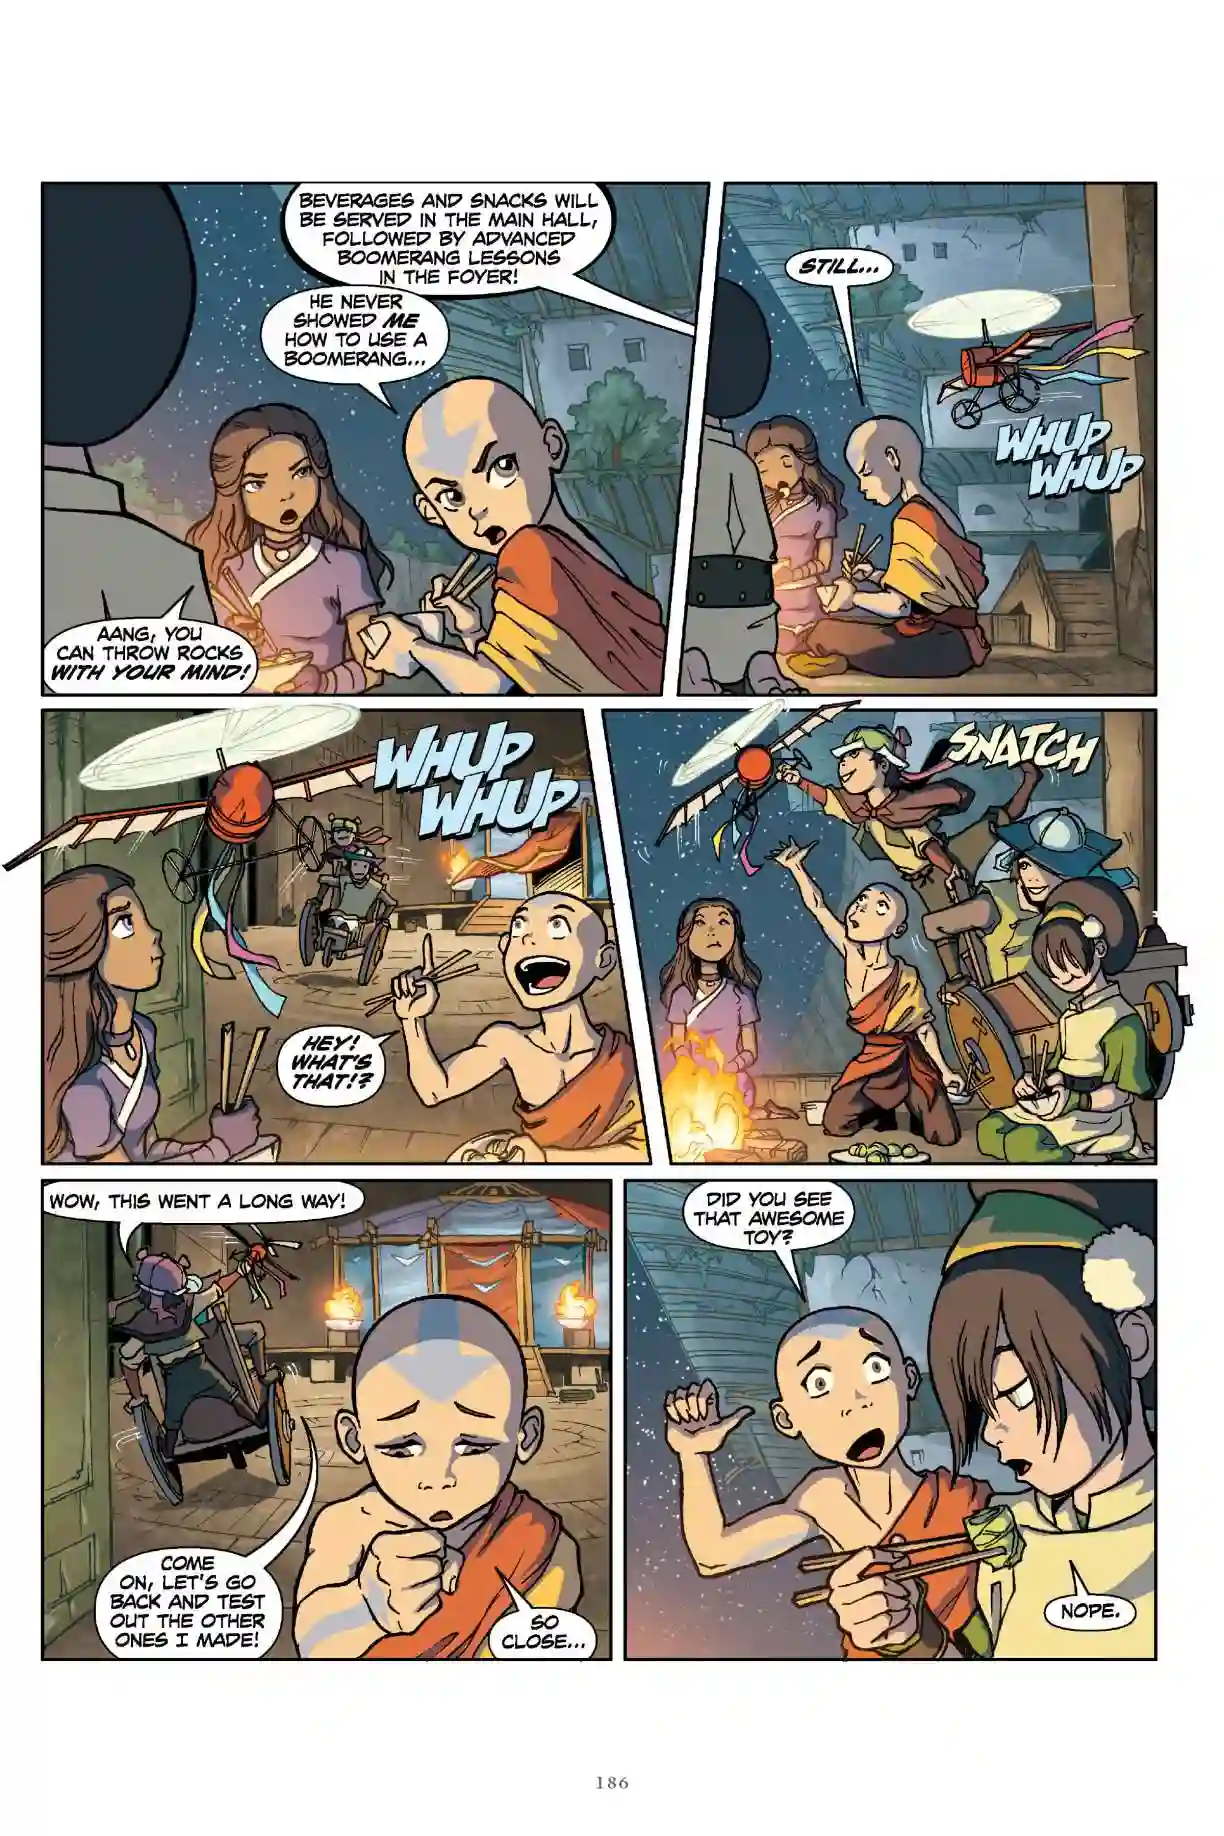 BEVERAGES AND SNACKS WILL
BE SERVED IN THE MAIN HALL,
FOLLOWED BY ADVANCED
BOOMERANG LESSONS
IN THE FOYER!
HE NEVER
SHOWED ME
HOW TO USE A
BOOMERANG...
AANG, YOU
CAN THROW ROCKS
WITH YOUR MIND!
STILL...
WHUP
WHUP
WHUP
WHUP
HEY!
WHAT'S
THAT!?
SNATCH
WOW, THIS WENT A LONG WAY!
COME
ON, LET'S GO
BACK AND TEST
OUT THE OTHER
ONES I MADE!
SO
CLOSE...
DID YOU SEE
THAT AWESOME
TOY?
NOPE.
186